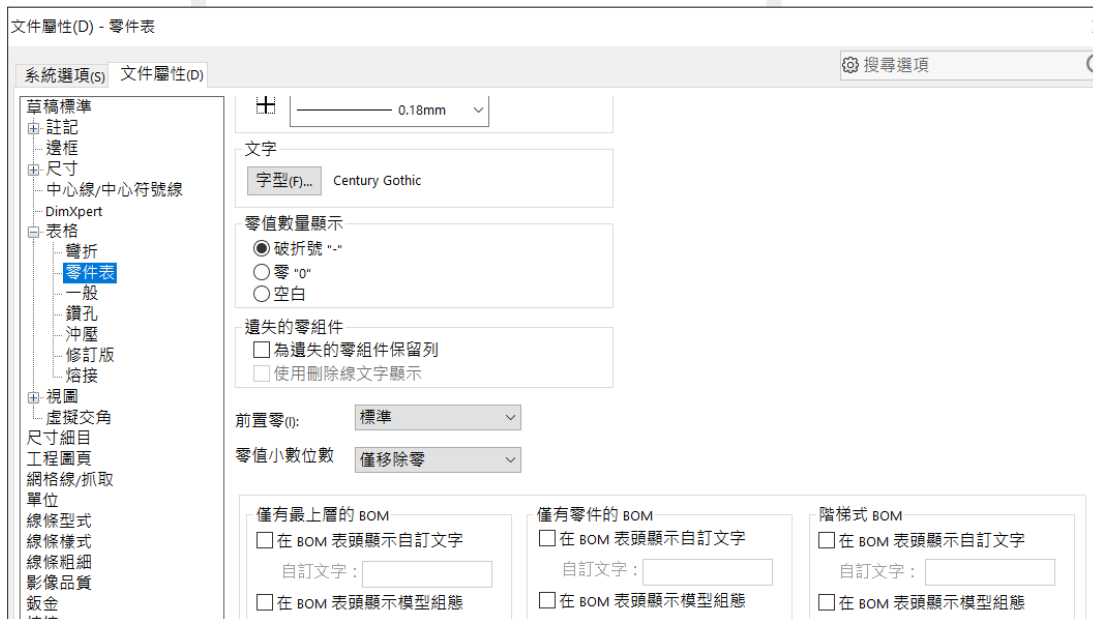 文件屬性(D) - 零件表
系統選項(S)
文件屬性(D)
搜尋選項
草稿標準
註記
邊框
尺寸
中心線/中心符號線
DimXpert
表格
彎折
零件表
一般
鑽孔
沖壓
修訂版
熔接
視圖
虛擬交角
尺寸細目
工程圖頁
網格線/抓取
單位
線條型式
線條樣式
線條粗細
影像品質
鈑金
0.18mm
文字
字型(F)...
Century Gothic
零值數量顯示
破折號 "-"
零 "0"
空白
遺失的零組件
為遺失的零組件保留列
使用刪除線文字顯示
前置零(I):
標準
零值小數位數
僅移除零
僅有最上層的 BOM
在 BOM 表頭顯示自訂文字
自訂文字：
在 BOM 表頭顯示模型組態
僅有零件的 BOM
在 BOM 表頭顯示自訂文字
自訂文字：
在 BOM 表頭顯示模型組態
階梯式 BOM
在 BOM 表頭顯示自訂文字
自訂文字：
在 BOM 表頭顯示模型組態